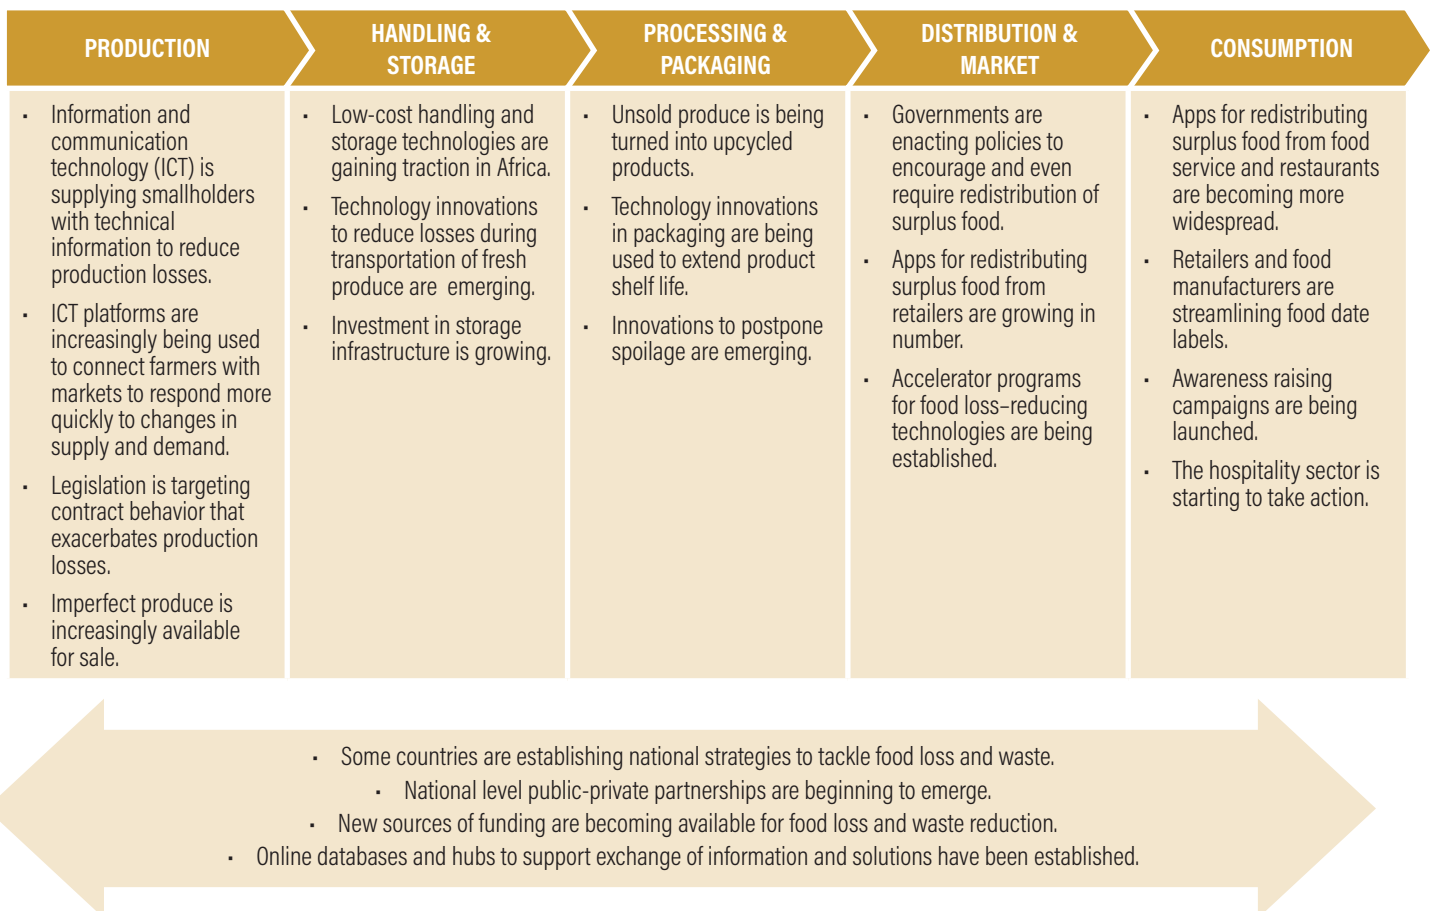 PRODUCTION
• Information and
communication
technology (ICT) is
supplying smallholders
with technical
information to reduce
production losses.
• ICT platforms are
increasingly being used
to connect farmers with
markets to respond more
quickly to changes in
supply and demand.
• Legislation is targeting
contract behavior that
exacerbates production
losses.
• Imperfect produce is
increasingly available
for sale.
HANDLING &
STORAGE
• Low-cost handling and
storage technologies are
gaining traction in Africa.
• Technology innovations
to reduce losses during
transportation of fresh
produce are emerging.
• Investment in storage
infrastructure is growing.
PROCESSING &
PACKAGING
• Unsold produce is being
turned into upcycled
products.
• Technology innovations
in packaging are being
used to extend product
shelf life.
• Innovations to postpone
spoilage are emerging.
DISTRIBUTION &
MARKET
• Governments are
enacting policies to
encourage and even
require redistribution of
surplus food.
• Apps for redistributing
surplus food from
retailers are growing in
number.
• Accelerator programs
for food loss–reducing
technologies are being
established.
CONSUMPTION
• Apps for redistributing
surplus food from food
service and restaurants
are becoming more
widespread.
• Retailers and food
manufacturers are
streamlining food date
labels.
• Awareness raising
campaigns are being
launched.
• The hospitality sector is
starting to take action.
• Some countries are establishing national strategies to tackle food loss and waste.
• National level public-private partnerships are beginning to emerge.
• New sources of funding are becoming available for food loss and waste reduction.
• Online databases and hubs to support exchange of information and solutions have been established.